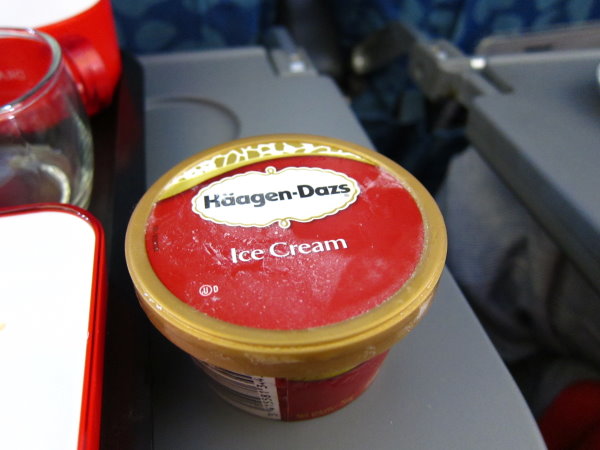 Häagen-Dazs
Ice Cream
U D